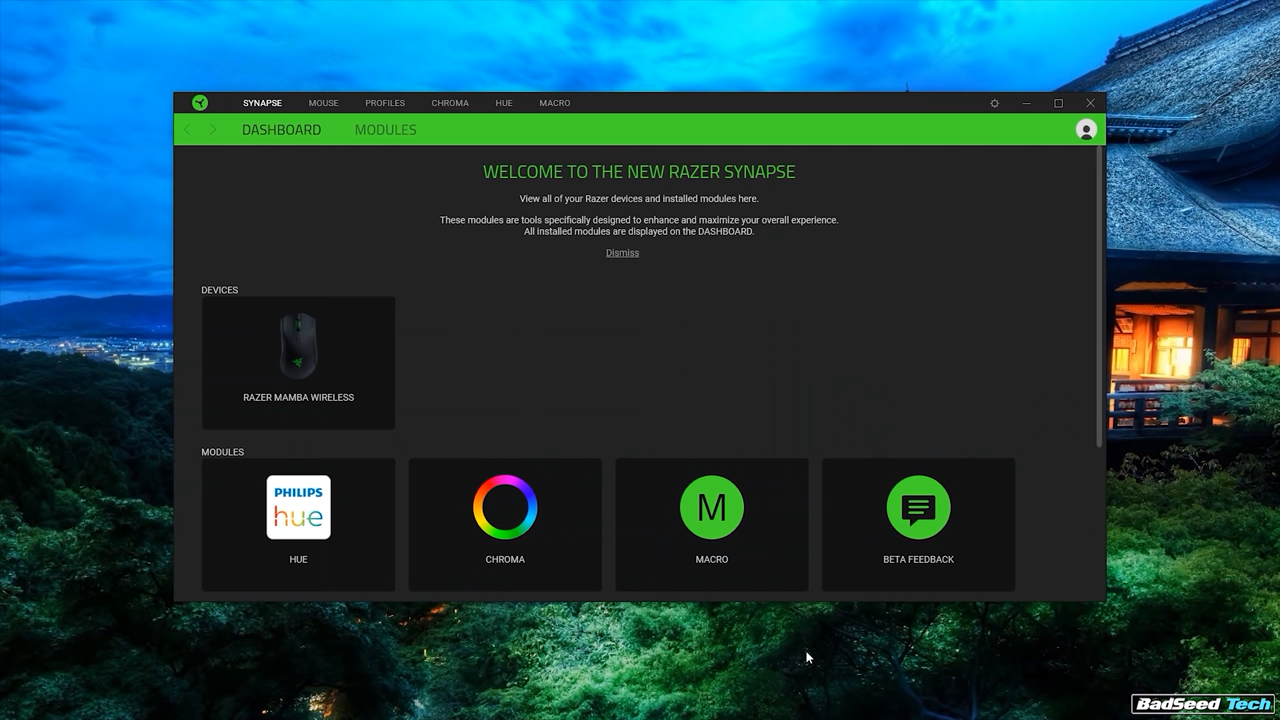 SYNAPSE MOUSE PROFILES CHROMA HUE MACRO
DASHBOARD MODULES
WELCOME TO THE NEW RAZER SYNAPSE
View all of your Razer devices and installed modules here.
These modules are tools specifically designed to enhance and maximize your overall experience.
All installed modules are displayed on the DASHBOARD.
Dismiss
DEVICES
RAZER MAMBA WIRELESS
MODULES
PHILIPS
hue
M
HUE CHROMA MACRO BETA FEEDBACK
BadSeed Tech